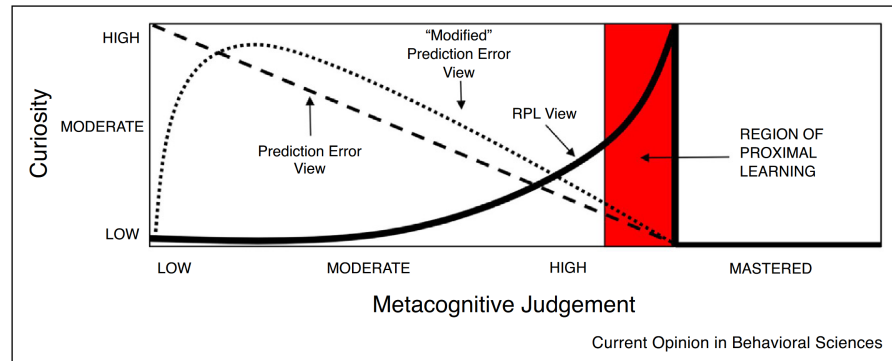 HIGH
"Modified"
Prediction Error
View
RPL View
MODERATE
Curiosity
Prediction Error
View
REGION OF
PROXIMAL
LEARNING
LOW
LOW
MODERATE
HIGH
MASTERED
Metacognitive Judgement
Current Opinion in Behavioral Sciences